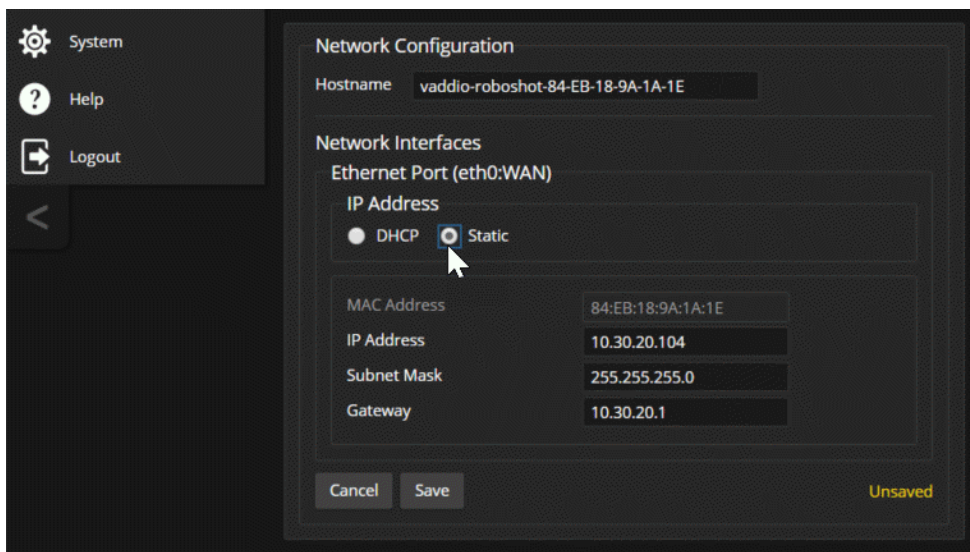 System
Help
Logout
<
Network Configuration
Hostname vaddio-roboshot-84-EB-18-9A-1A-1E
Network Interfaces
Ethernet Port (eth0:WAN)
IP Address
DHCP Static
MAC Address 84:EB:18:9A:1A:1E
IP Address 10.30.20.104
Subnet Mask 255.255.255.0
Gateway 10.30.20.1
Cancel Save Unsaved